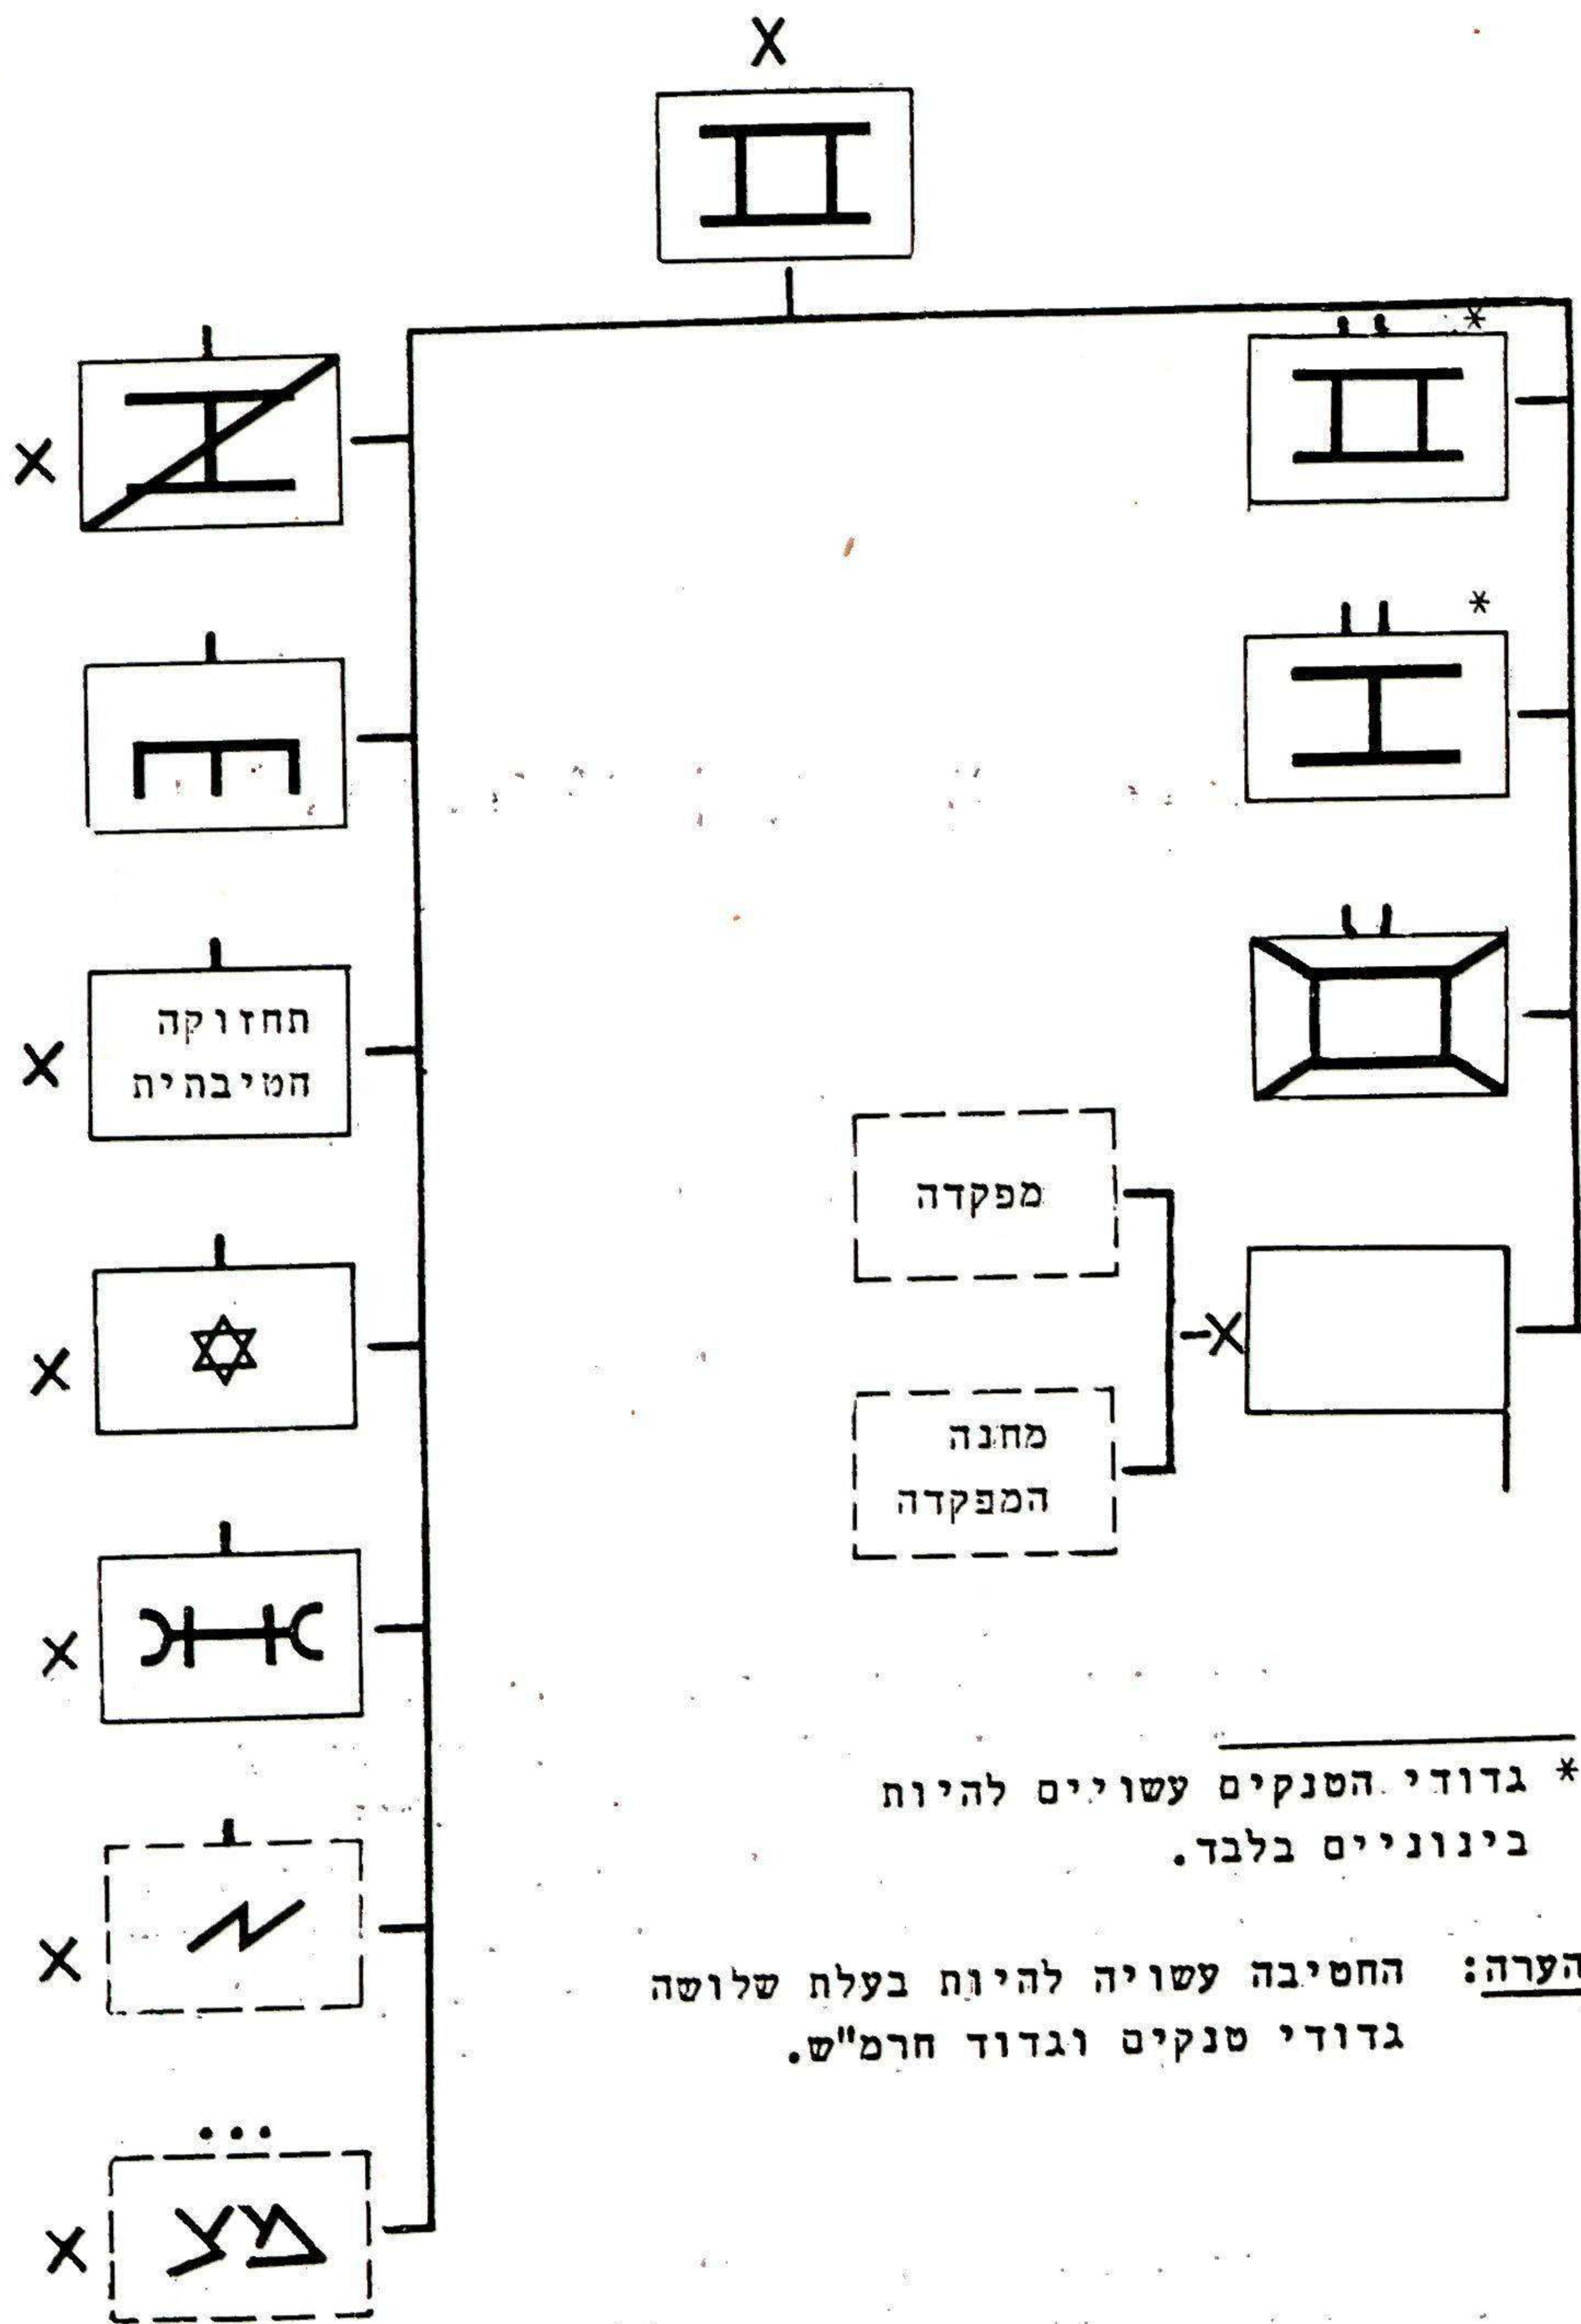 X
*
X
*
תחזוקה
חטיבתית
X
מפקדה
X
X
מחנה
המפקדה
X
* גדודי הטנקים עשויים להיות
בינוניים בלבד.
X
הערה: החטיבה עשויה להיות בעלת שלושה
גדודי טנקים וגדוד חרמ"ש.
מצ
X